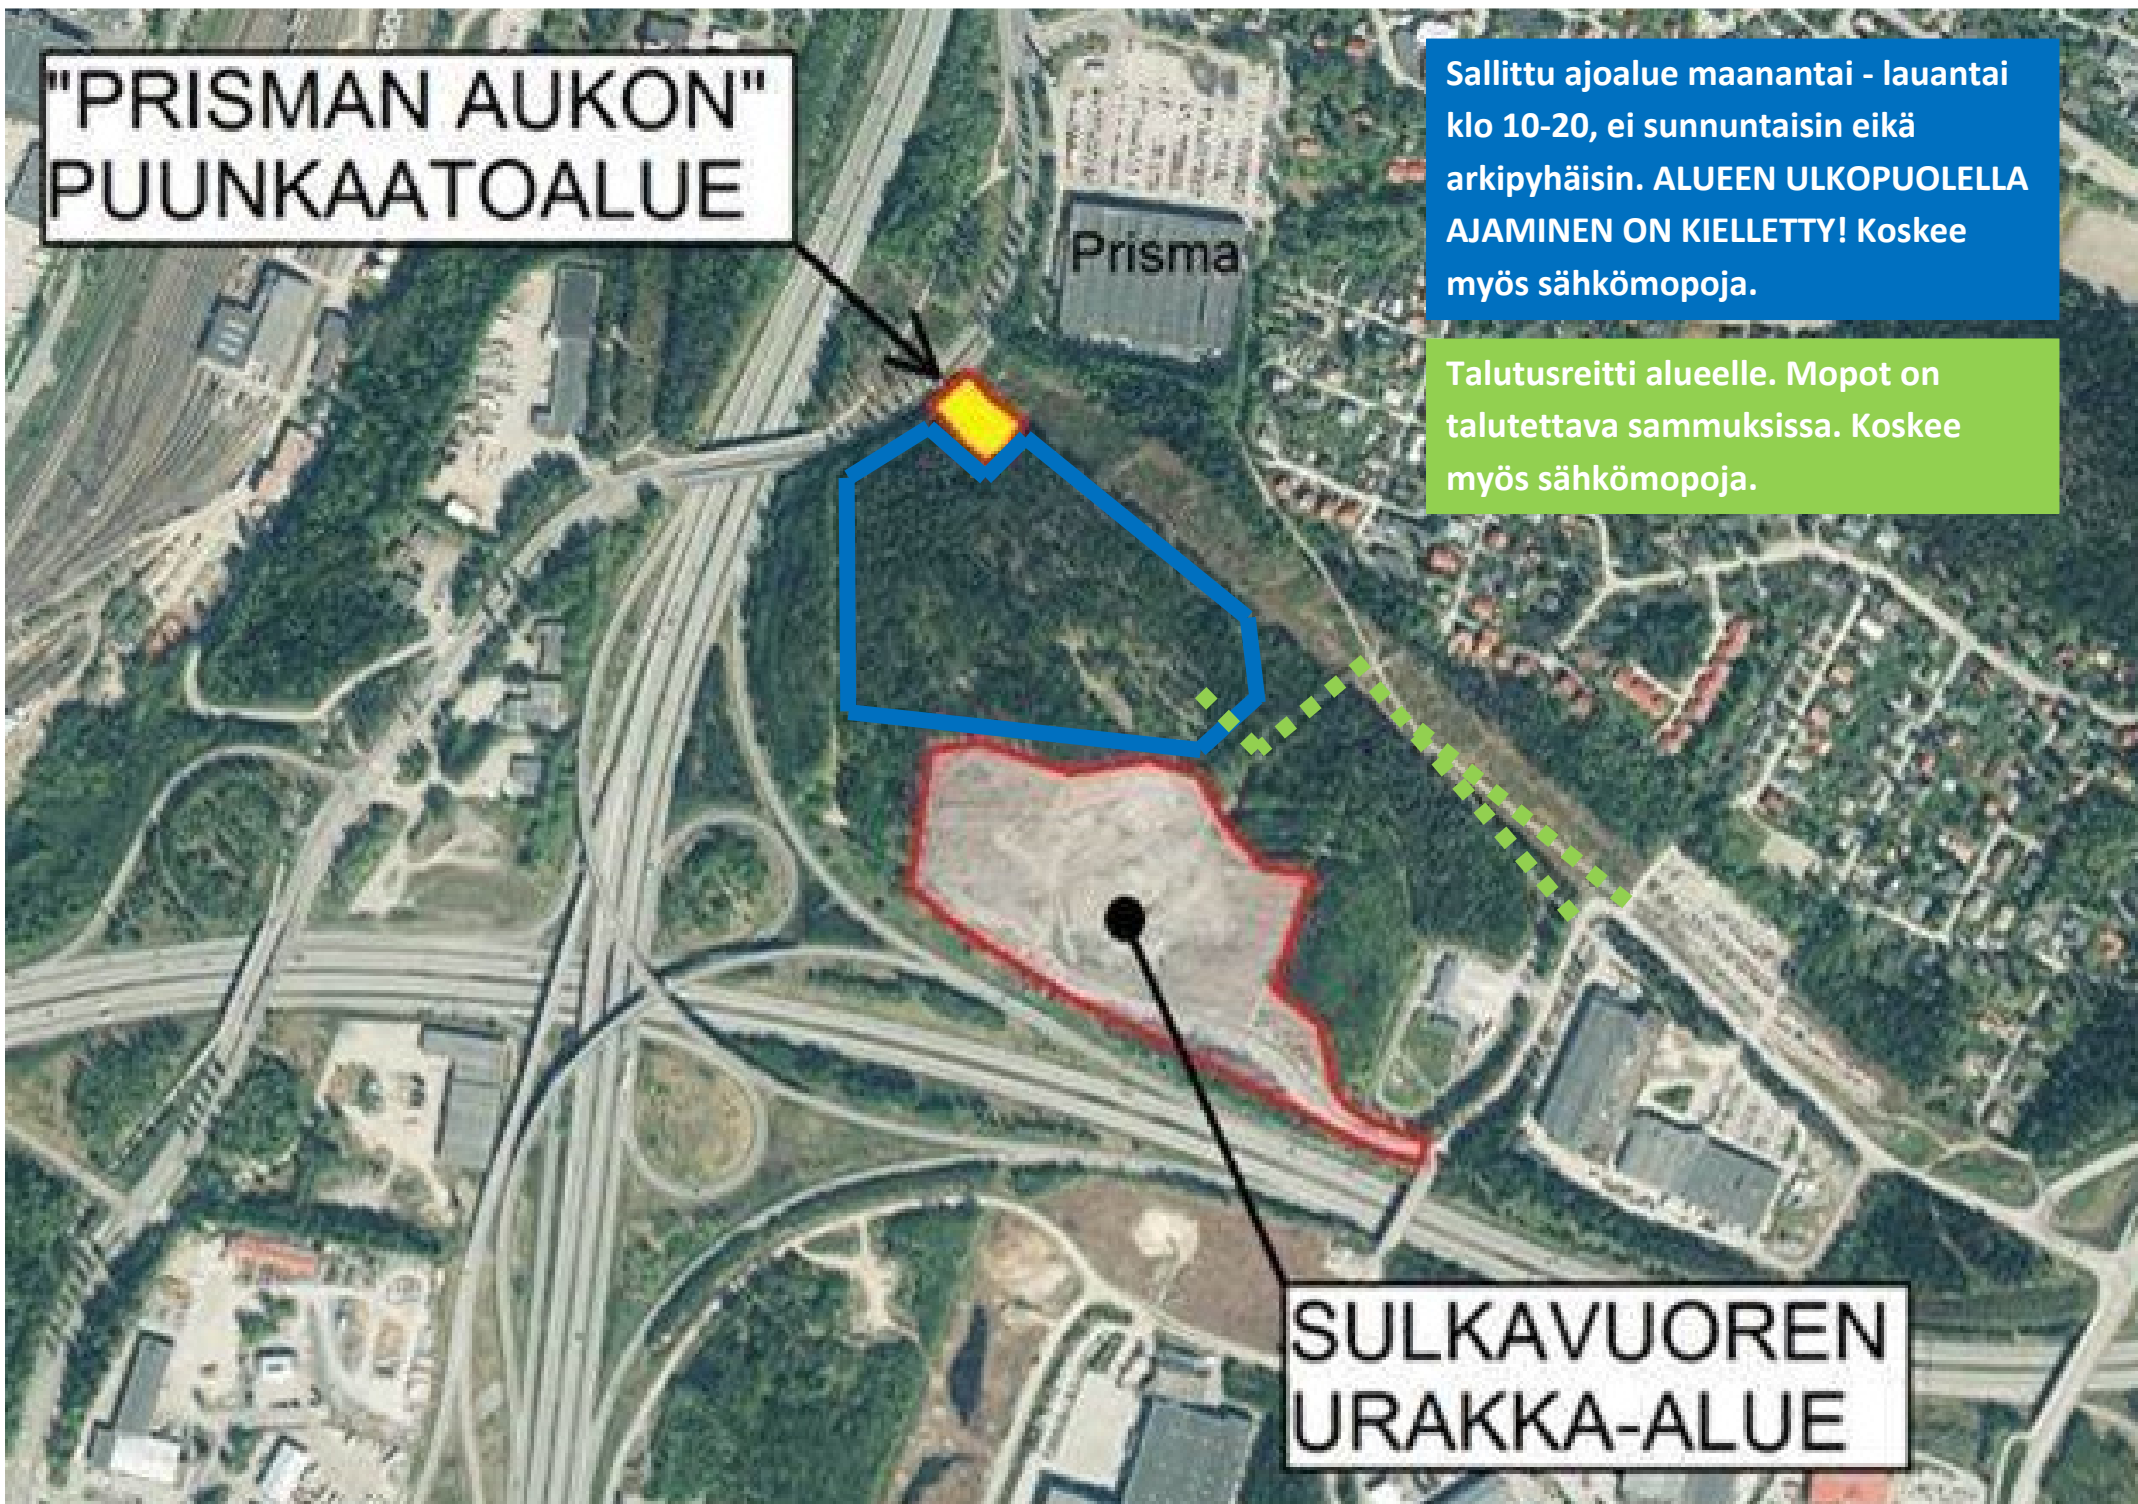 "PRISMAN AUKON"
PUUNKAATOALUE
Prisma
Sallittu ajoalue maanantai - lauantai
klo 10-20, ei sunnuntaisin eikä
arkipyhäisin. ALUEEN ULKOPUOLELLA
AJAMINEN ON KIELLETTY! Koskee
myös sähkömopoja.
Talutusreitti alueelle. Mopot on
talutettava sammuksissa. Koskee
myös sähkömopoja.
SULKAVUOREN
URAKKA-ALUE